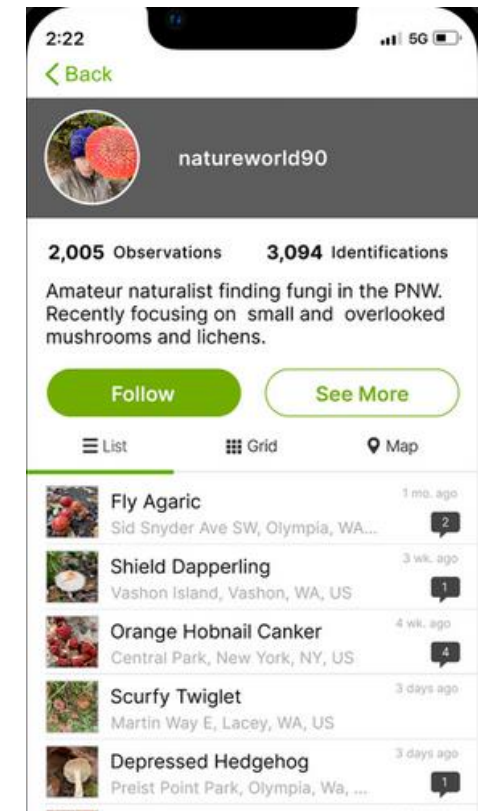 2:22
5G
Back
natureworld90
2,005 Observations 3,094 Identifications
Amateur naturalist finding fungi in the PNW.
Recently focusing on small and overlooked
mushrooms and lichens.
Follow See More
List Grid Map
Fly Agaric 1 mo. ago
Sid Snyder Ave SW, Olympia, WA... 2
Shield Dapperling 3 wk. ago
Vashon Island, Vashon, WA, US 1
Orange Hobnail Canker 4 wk. ago
Central Park, New York, NY, US 4
Scurfy Twiglet 3 days ago
Martin Way E, Lacey, WA, US
Depressed Hedgehog 3 days ago
Preist Point Park, Olympia, Wa, ... 1